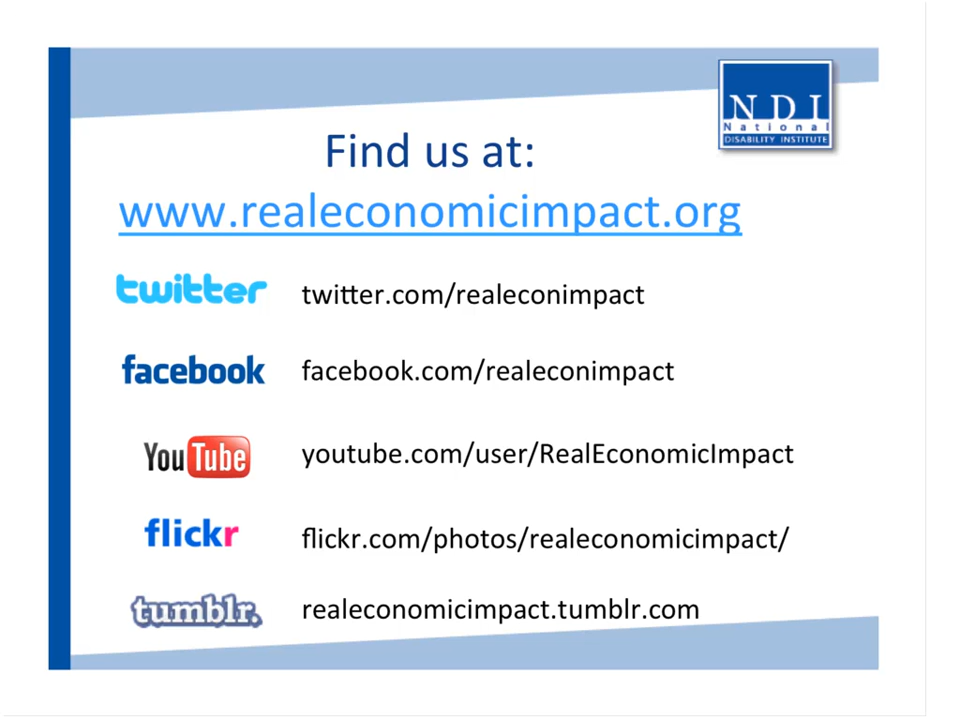 NDI
National
DISABILITY INSTITUTE
Find us at:
www.realeconomicimpact.org
twitter twitter.com/realeconimpact
facebook facebook.com/realeconimpact
YouTube youtube.com/user/RealEconomicImpact
flickr flickr.com/photos/realeconomicimpact/
tumblr. realeconomicimpact.tumblr.com